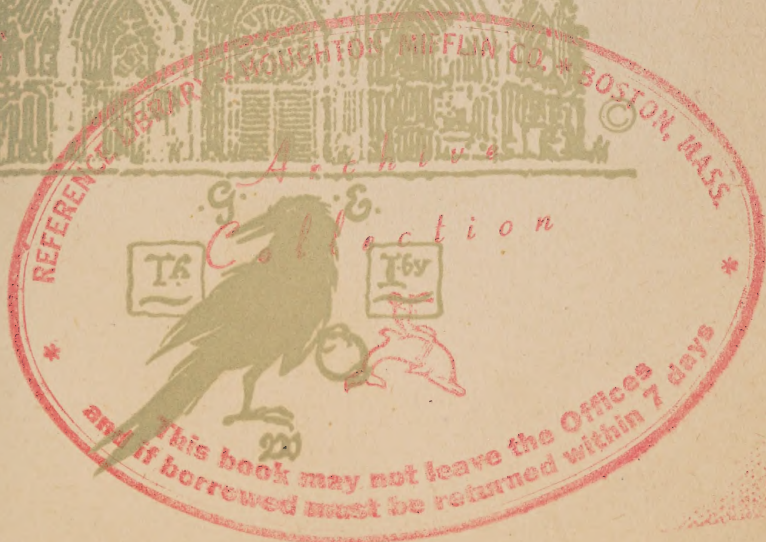 REFERENCE LIBRARY * HOUGHTON MIFFLIN CO. * BOSTON, MASS.
Archive
G. E.
Collection
This book may not leave the Offices
and if borrowed must be returned within 7 days